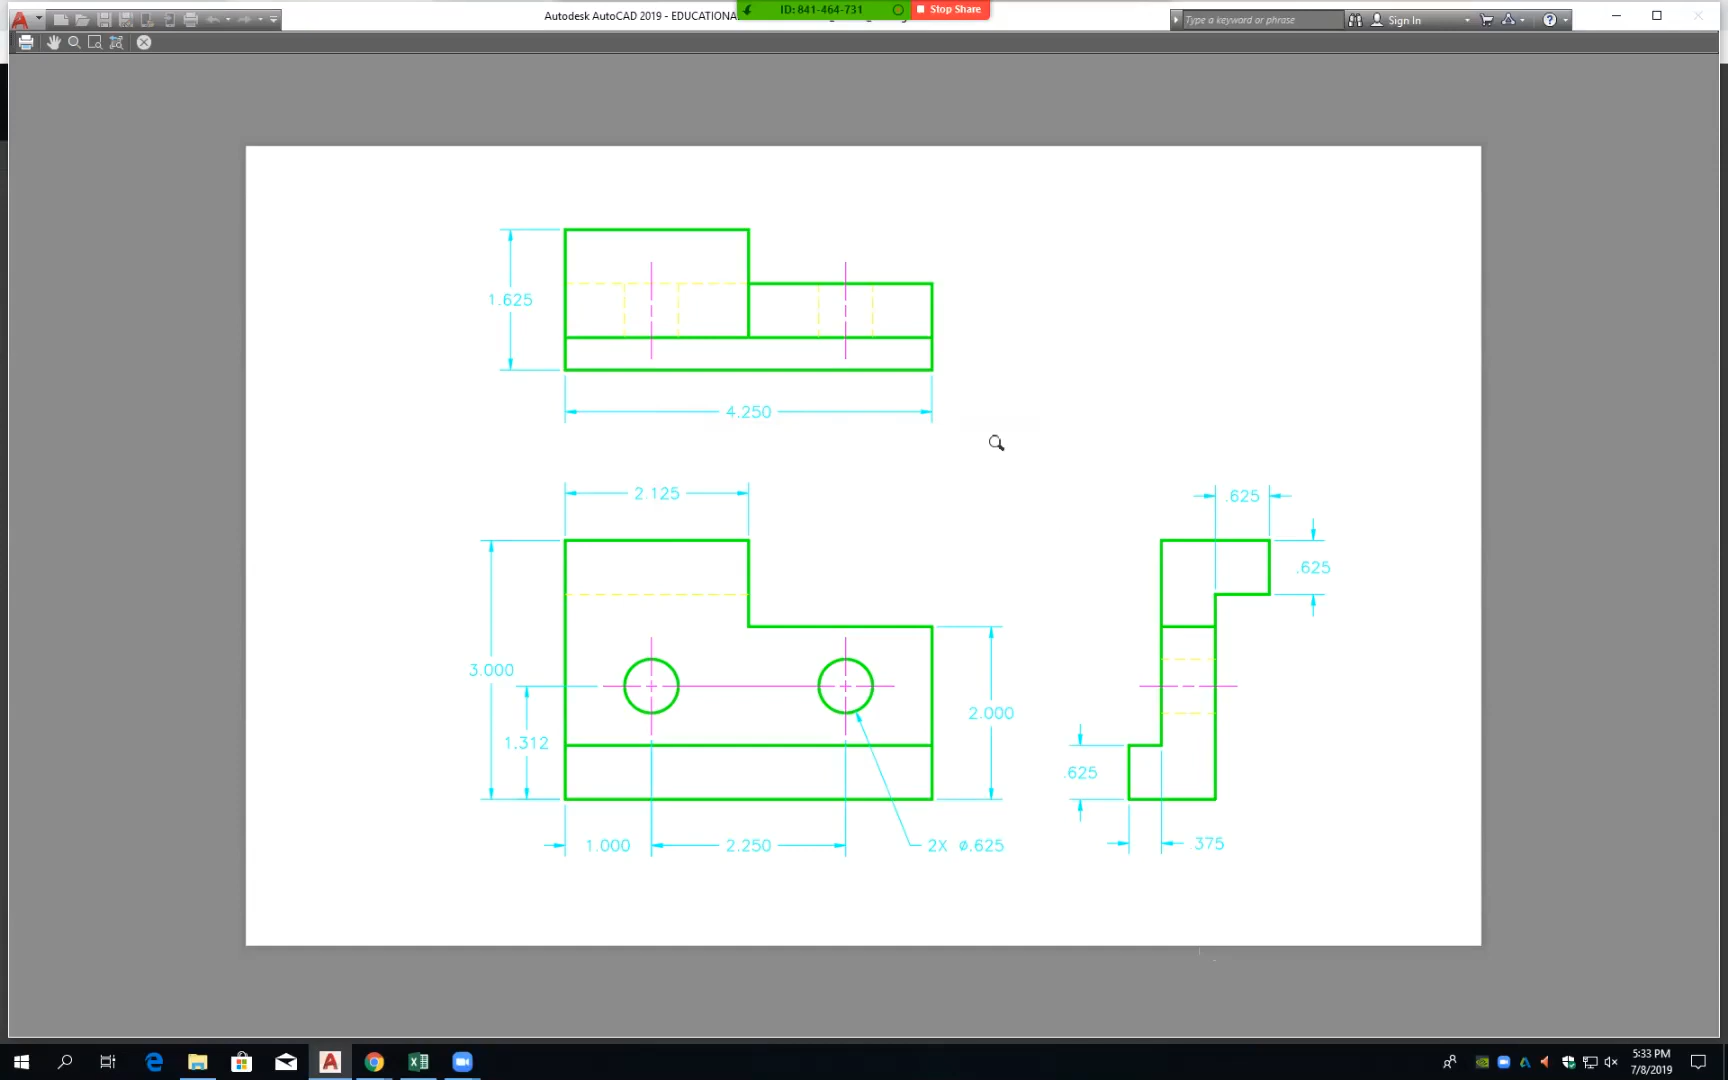 Autodesk AutoCAD 2019 - EDUCATIONA
ID: 841-464-731
Stop Share
Type a keyword or phrase
Sign In
1.625
4.250
2.125
.625
.625
3.000
2.000
1.312
.625
1.000
2.250
2X ø.625
.375
5:33 PM
7/8/2019